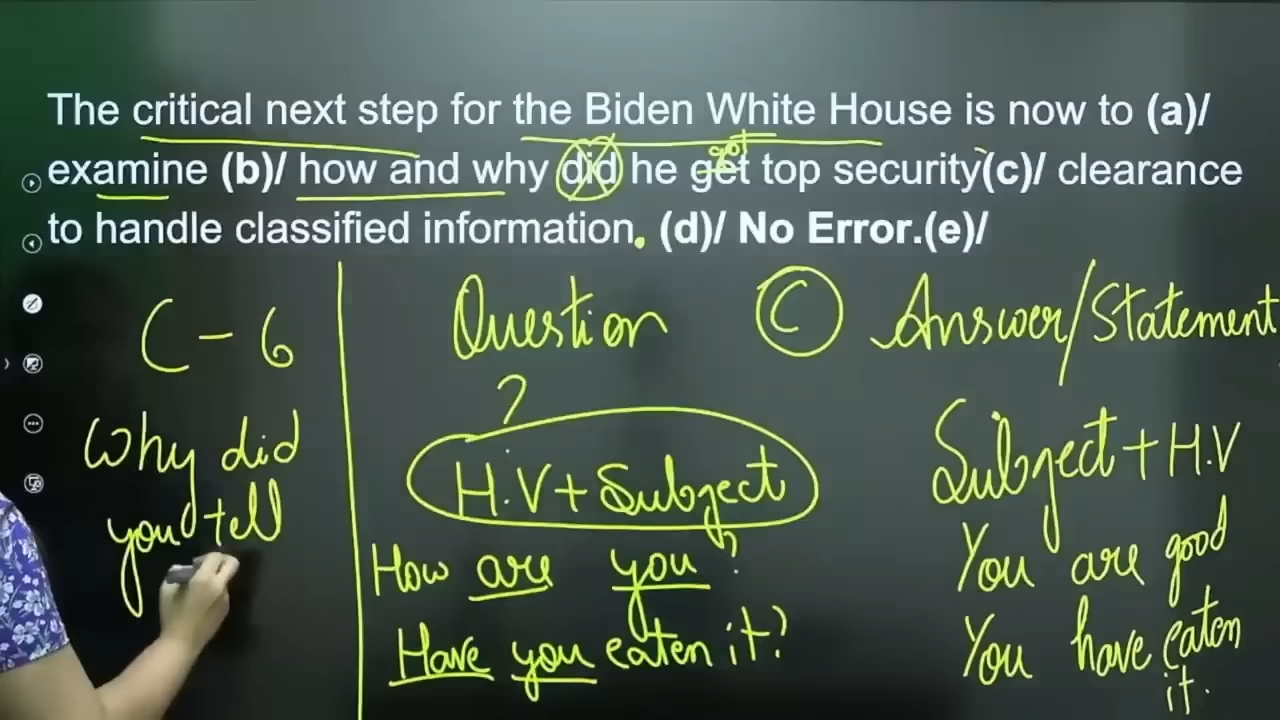 The critical next step for the Biden White House is now to (a)/
got
examine (b)/ how and why did he get top security (c)/ clearance
to handle classified information. (d)/ No Error.(e)/
C - 6
Why did
you tell
Question
?
H.V + Subject
How are you?
Have you eaten it?
C
Answer/Statement
Subject + H.V
You are good
You have eaten
it.